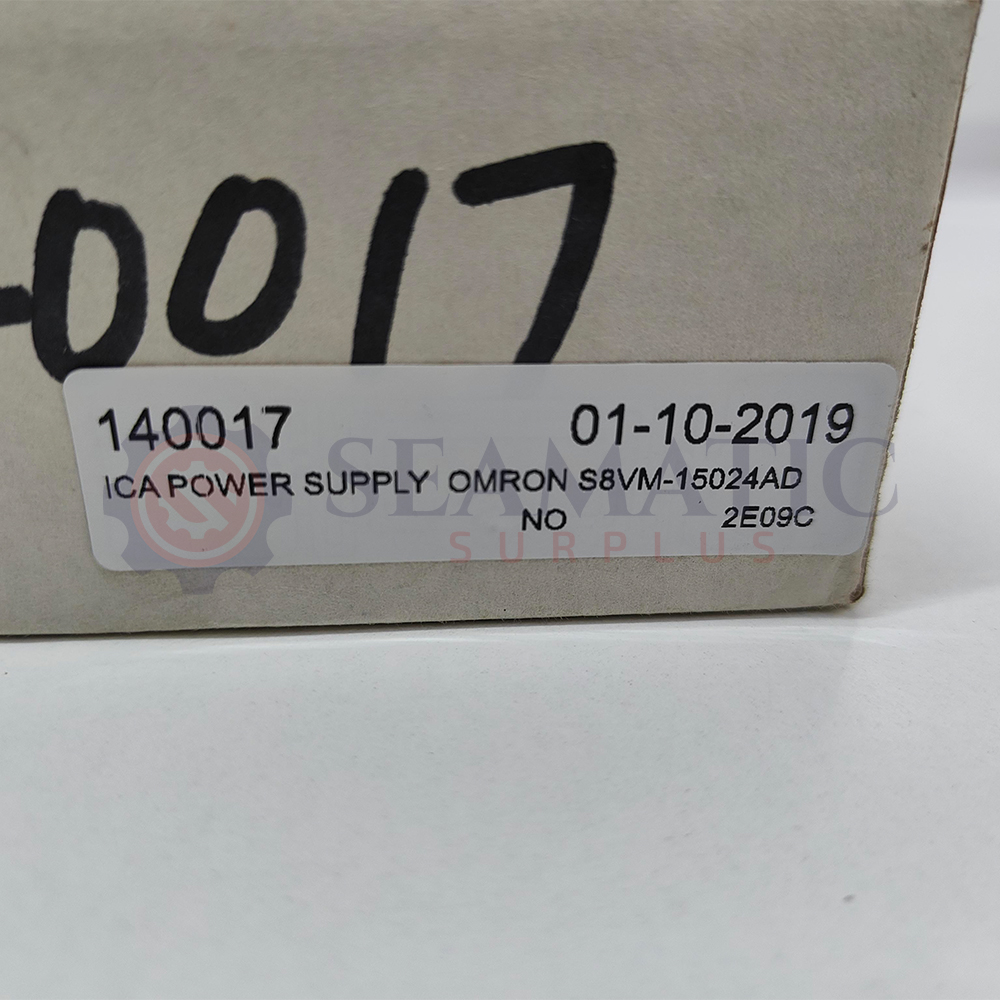 -0017
140017 01-10-2019
ICA POWER SUPPLY OMRON S8VM-15024AD
NO 2E09C
SEAMATIC
SURPLUS